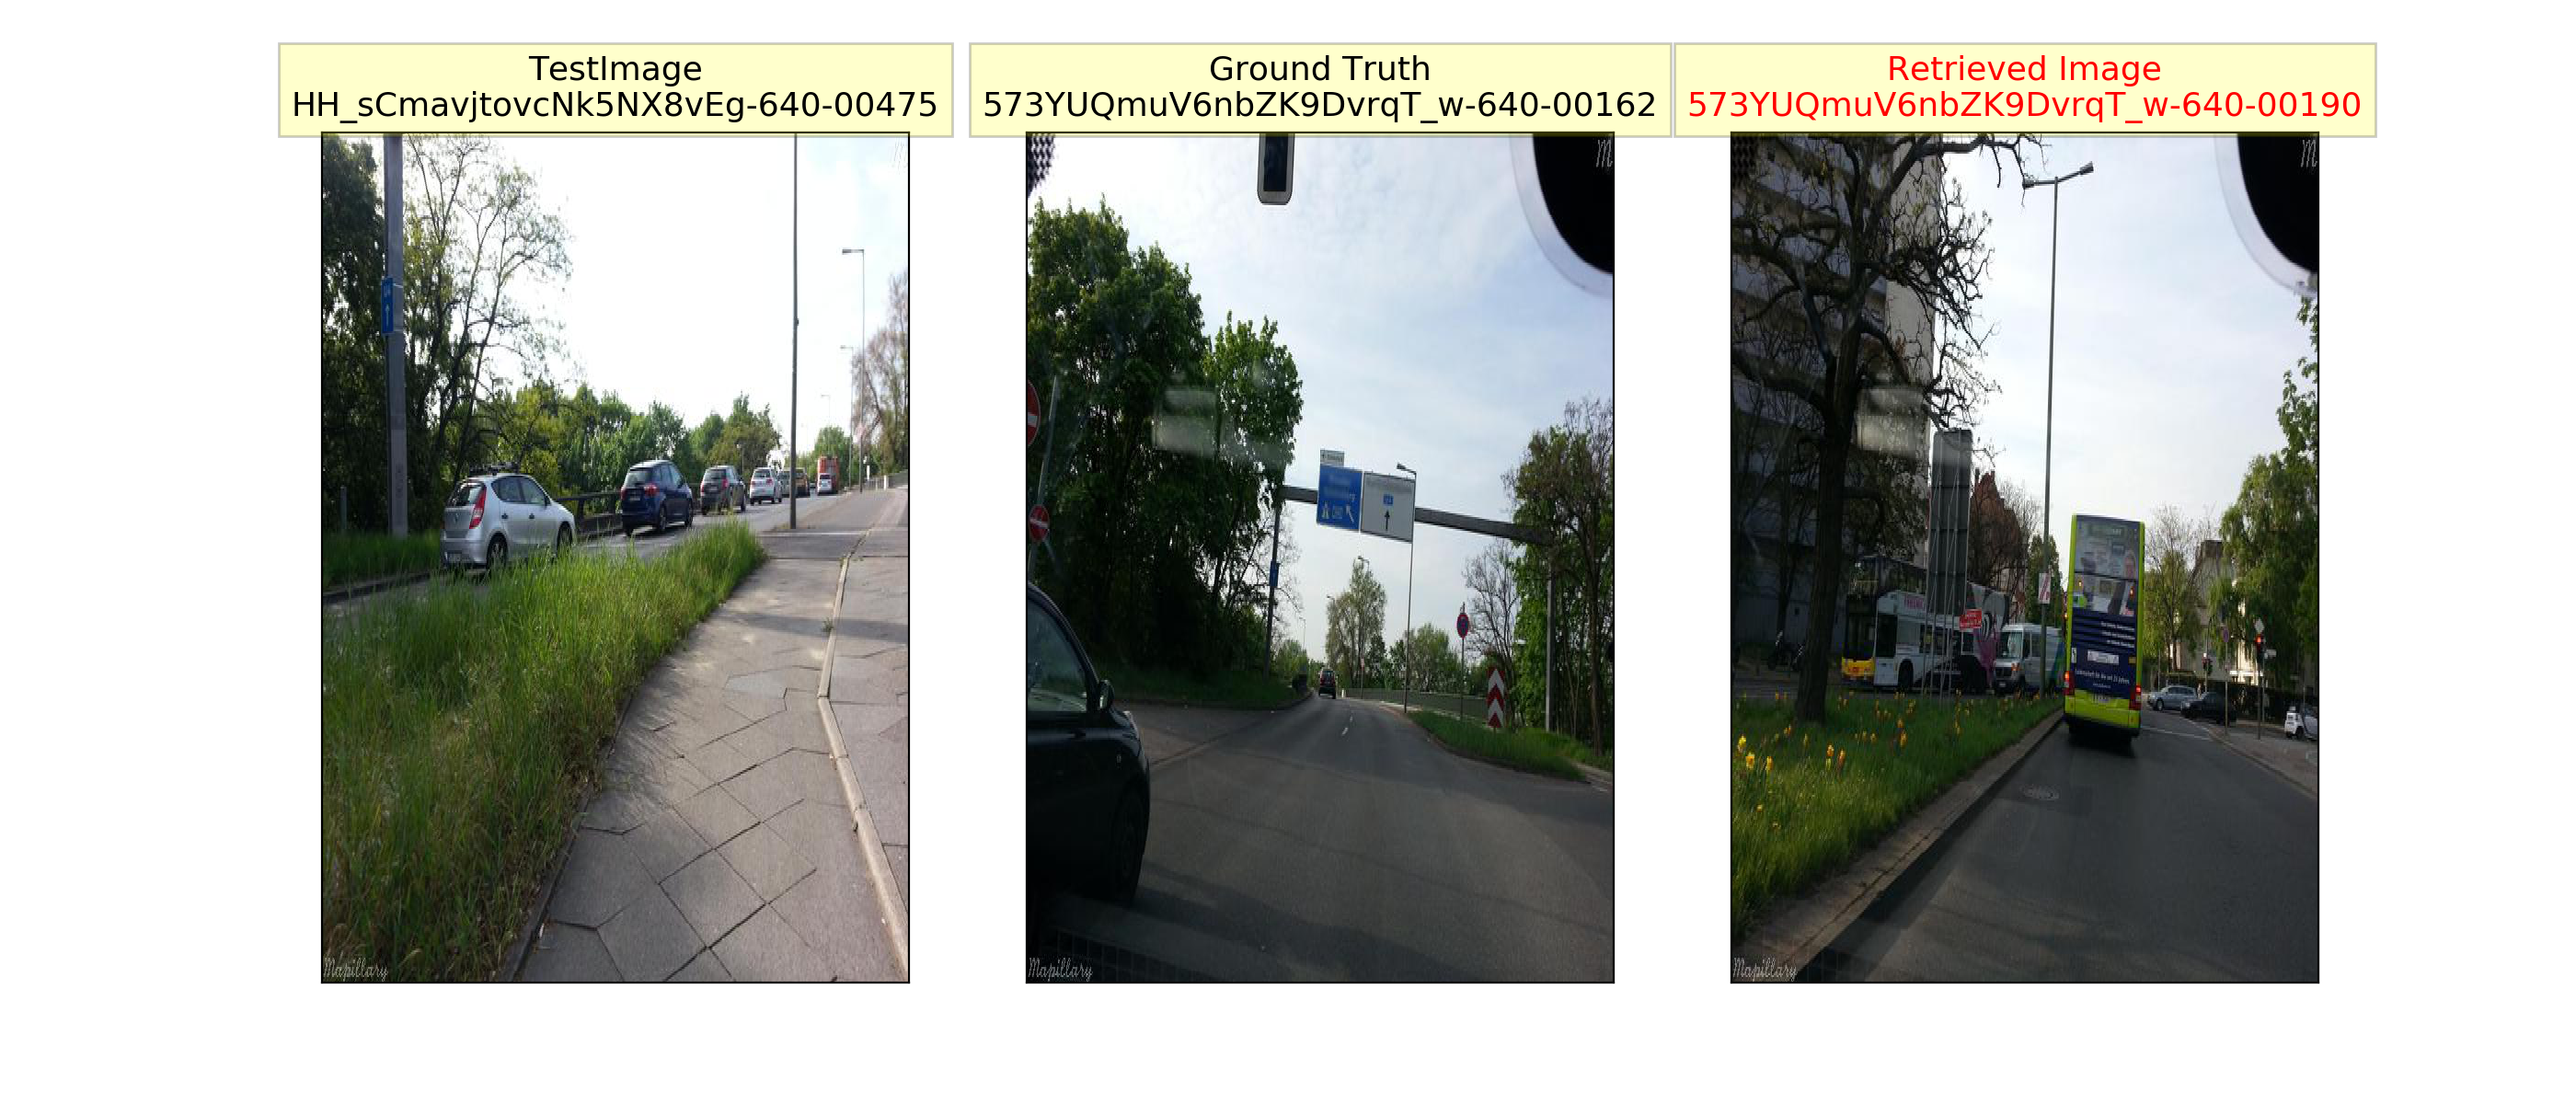 TestImage
HH_sCmavjtovcNk5NX8vEg-640-00475
Ground Truth
573YUQmuV6nbZK9DvrqT_w-640-00162
Retrieved Image
573YUQmuV6nbZK9DvrqT_w-640-00190
Mapillary
Mapillary
Mapillary